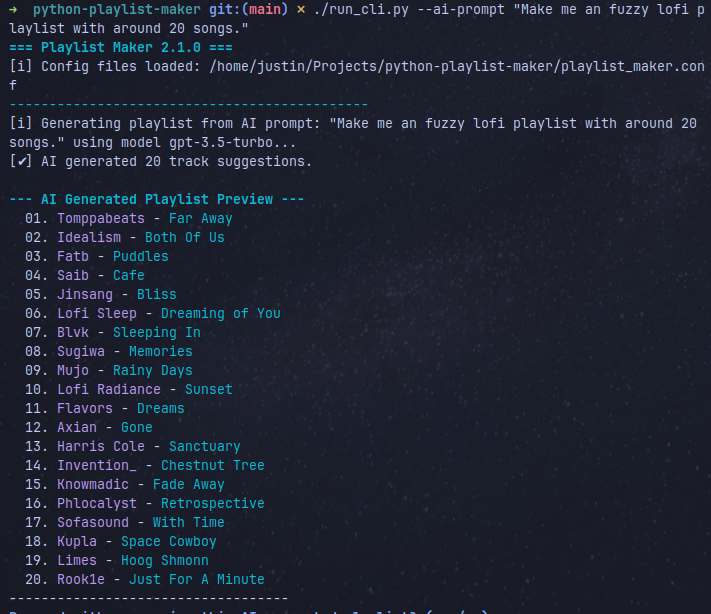 → python-playlist-maker git:(main) × ./run_cli.py --ai-prompt "Make me an fuzzy lofi p
laylist with around 20 songs."
=== Playlist Maker 2.1.0 ===
[i] Config files loaded: /home/justin/Projects/python-playlist-maker/playlist_maker.con
f
---------------------------------------------
[i] Generating playlist from AI prompt: "Make me an fuzzy lofi playlist with around 20
songs." using model gpt-3.5-turbo...
[✔] AI generated 20 track suggestions.
--- AI Generated Playlist Preview ---
01. Tomppabeats - Far Away
02. Idealism - Both Of Us
03. Fatb - Puddles
04. Saib - Cafe
05. Jinsang - Bliss
06. Lofi Sleep - Dreaming of You
07. Blvk - Sleeping In
08. Sugiwa - Memories
09. Mujo - Rainy Days
10. Lofi Radiance - Sunset
11. Flavors - Dreams
12. Axian - Gone
13. Harris Cole - Sanctuary
14. Invention_ - Chestnut Tree
15. Knowmadic - Fade Away
16. Phlocalyst - Retrospective
17. Sofasound - With Time
18. Kupla - Space Cowboy
19. Limes - Hoog Shmonn
20. Rook1e - Just For A Minute
-----------------------------------